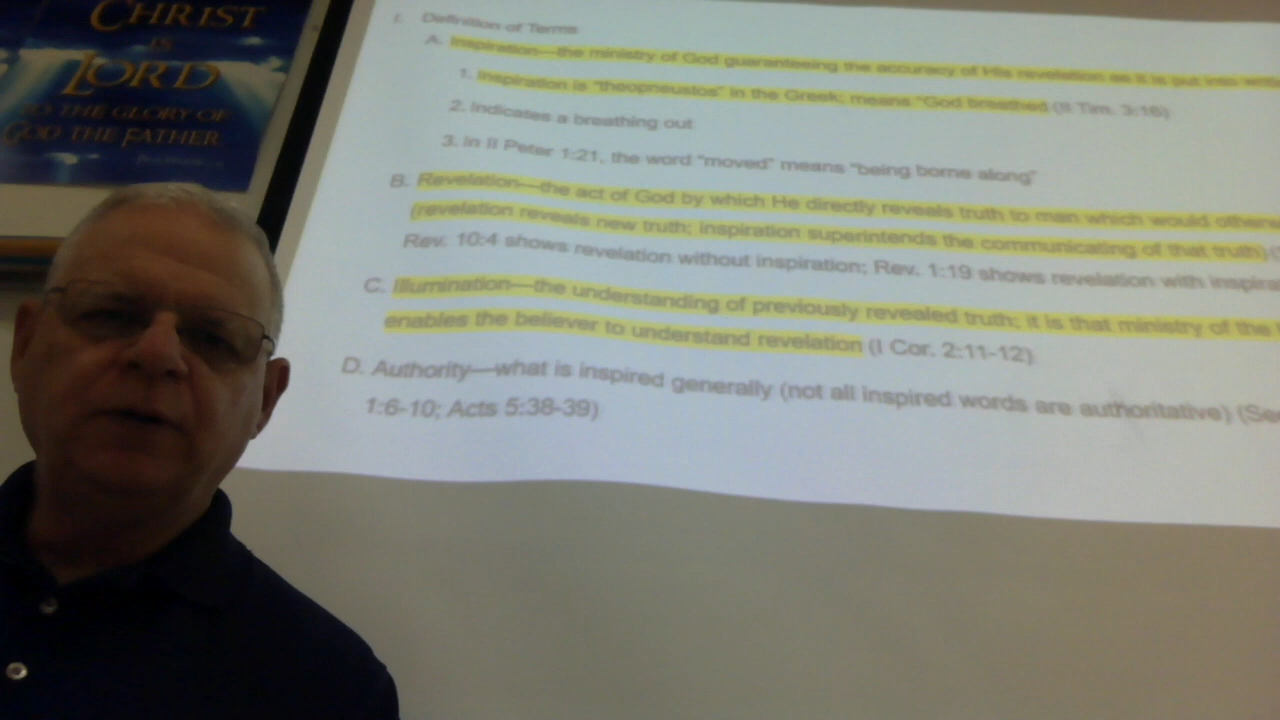 CHRIST
IS
LORD
TO THE GLORY OF
GOD THE FATHER
I. Definition of Terms
A. Inspiration—the ministry of God guaranteeing the accuracy of His revelation as it is put into
1. Inspiration is "theopneustos" in the Greek; means "God breathed (II Tim. 3:16)
2. Indicates a breathing out
3. In II Peter 1:21, the word "moved" means "being borne along"
B. Revelation—the act of God by which He directly reveals truth to man which would
(revelation reveals new truth; inspiration superintends the communicating of that truth)
Rev. 10:4 shows revelation without inspiration; Rev. 1:19 shows revelation with
C. Illumination—the understanding of previously revealed truth; it is that ministry of the
enables the believer to understand revelation (I Cor. 2:11-12)
D. Authority—what is inspired generally (not all inspired words are authoritative)
1:6-10; Acts 5:38-39)